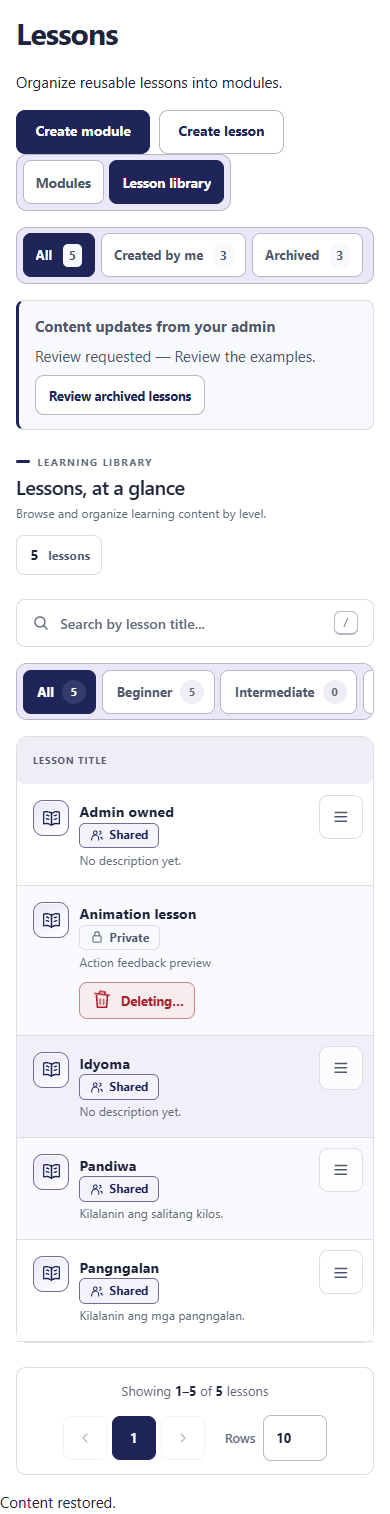 Lessons
Organize reusable lessons into modules.
Create module Create lesson
Modules Lesson library
All 5 Created by me 3 Archived 3
Content updates from your admin
Review requested — Review the examples.
Review archived lessons
LEARNING LIBRARY
Lessons, at a glance
Browse and organize learning content by level.
5 lessons
Search by lesson title... /
All 5 Beginner 5 Intermediate 0
LESSON TITLE
Admin owned
Shared
No description yet.
Animation lesson
Private
Action feedback preview
Deleting...
Idyoma
Shared
No description yet.
Pandiwa
Shared
Kilalanin ang salitang kilos.
Pangngalan
Shared
Kilalanin ang mga pangngalan.
Showing 1–5 of 5 lessons
1 Rows 10
Content restored.